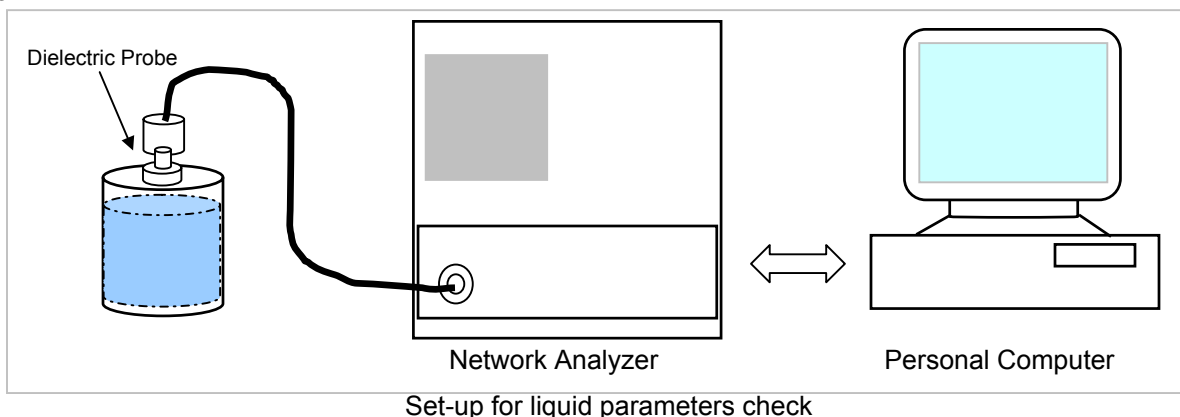 Dielectric Probe
Network Analyzer
Personal Computer
Set-up for liquid parameters check